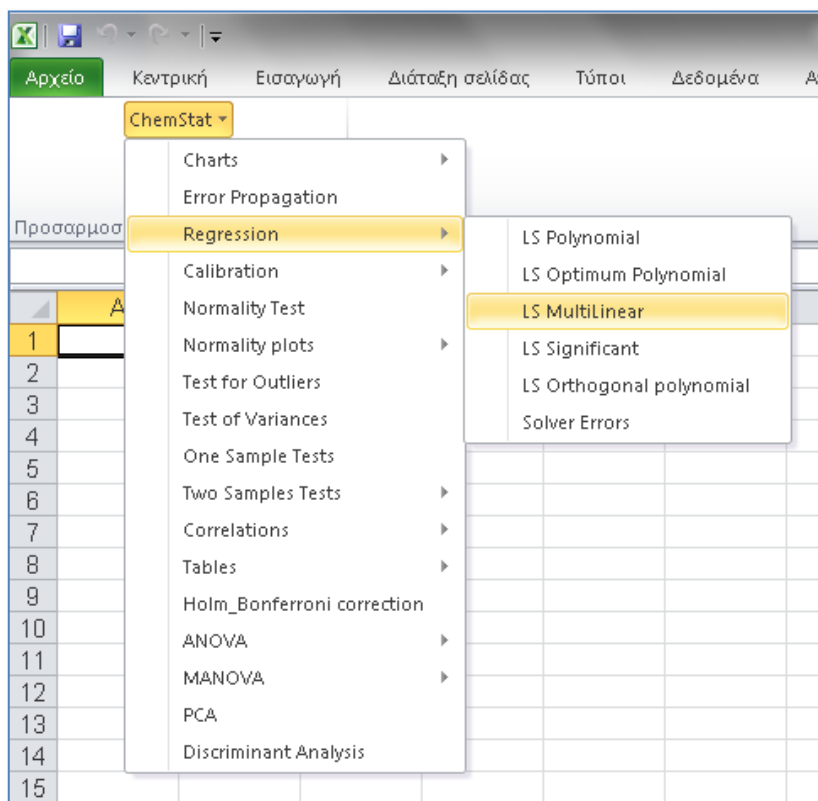 Αρχείο Κεντρική Εισαγωγή Διάταξη σελίδας Τύποι Δεδομένα
ChemStat
Προσαρμοσ
Charts
Error Propagation
Regression
Calibration
Normality Test
Normality plots
Test for Outliers
Test of Variances
One Sample Tests
Two Samples Tests
Correlations
Tables
Holm_Bonferroni correction
ANOVA
MANOVA
PCA
Discriminant Analysis
LS Polynomial
LS Optimum Polynomial
LS MultiLinear
LS Significant
LS Orthogonal polynomial
Solver Errors
A
1
2
3
4
5
6
7
8
9
10
11
12
13
14
15